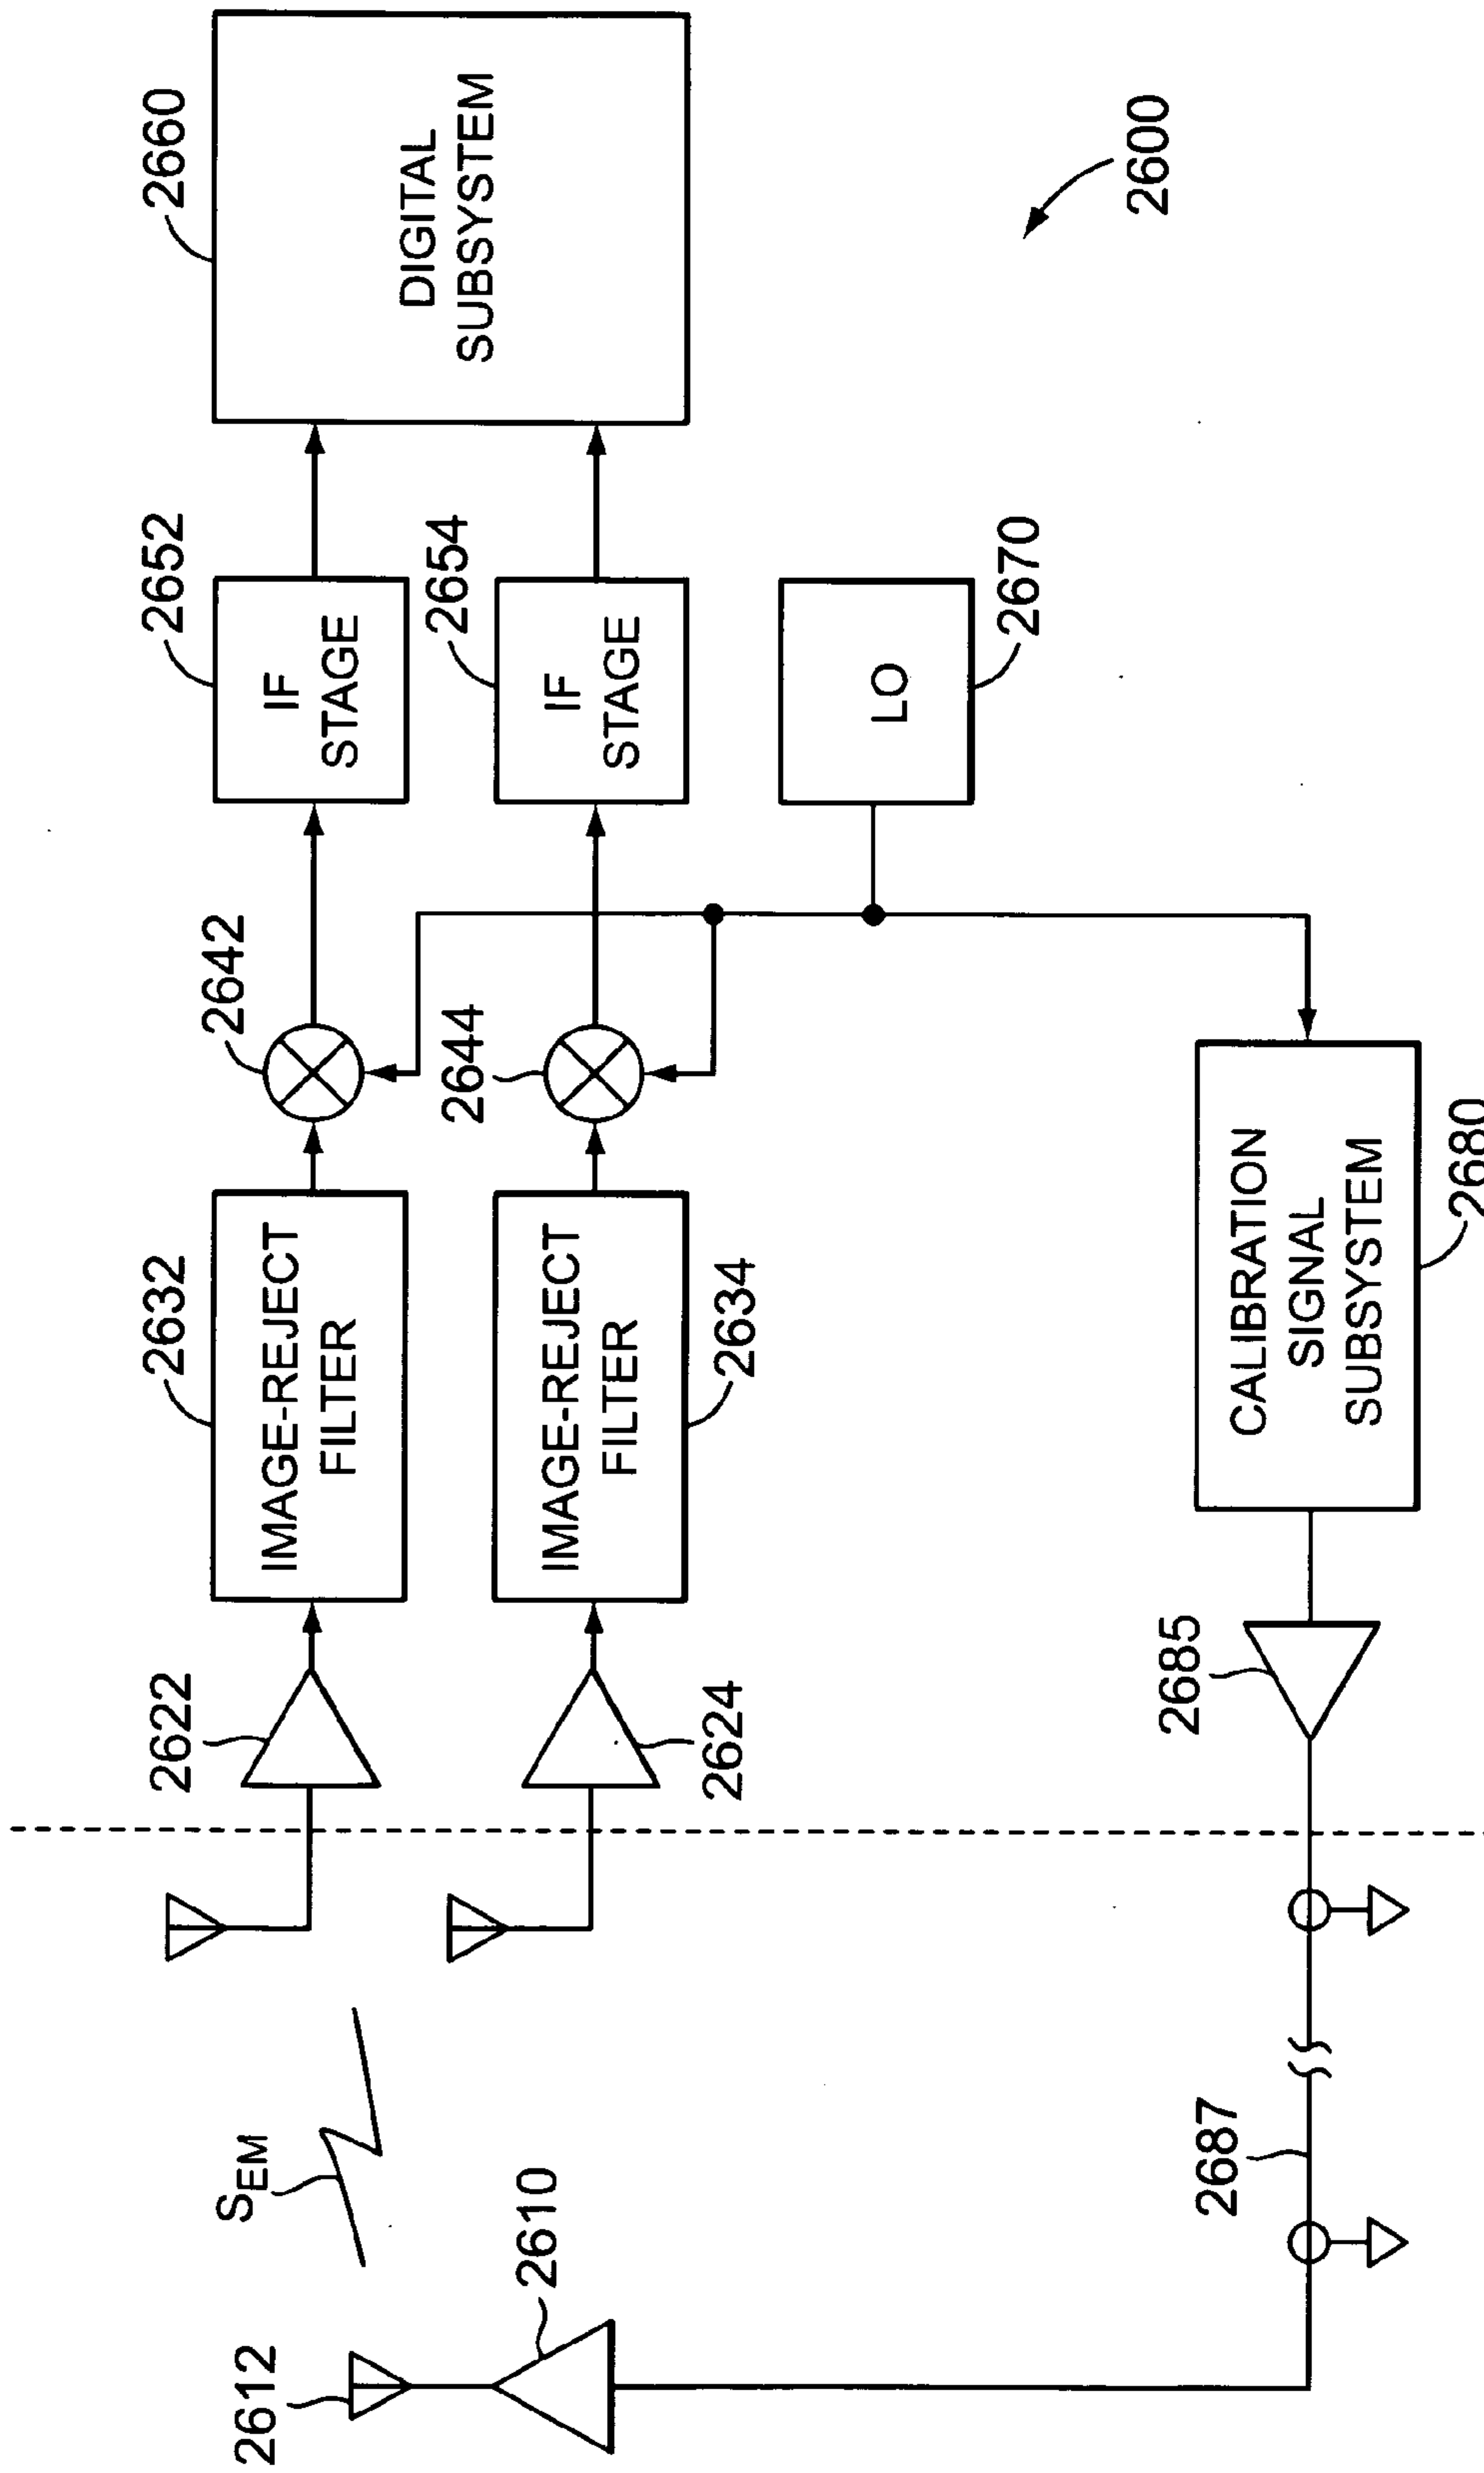 2660
DIGITAL
SUBSYSTEM
2652
IF
STAGE
2654
IF
STAGE
2670
LO
2600
2642
2644
2632
IMAGE-REJECT
FILTER
IMAGE-REJECT
FILTER
2634
CALIBRATION
SIGNAL
SUBSYSTEM
2680
2622
2624
2685
SEM
2610
2612
2687